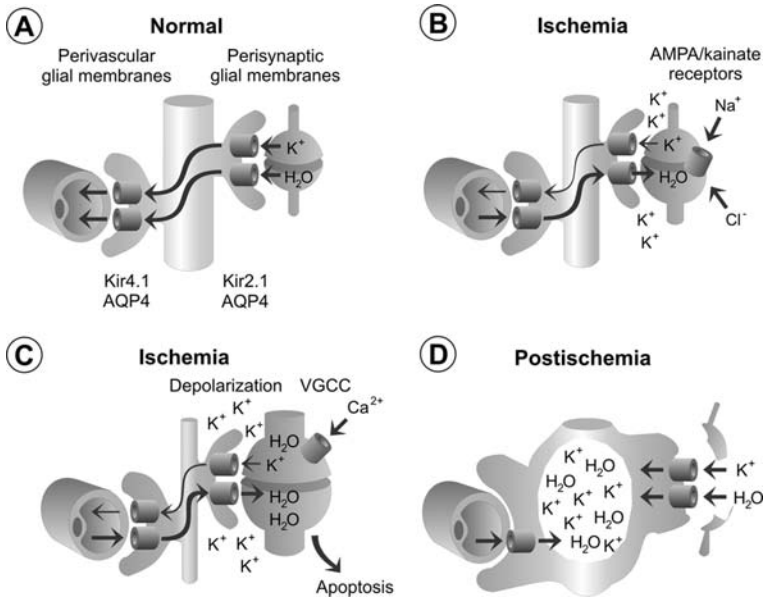 A
Normal
Perivascular
glial membranes
Perisynaptic
glial membranes
K⁺
H₂O
Kir4.1
AQP4
Kir2.1
AQP4
B
Ischemia
AMPA/kainate
receptors
K⁺
K⁺
K⁺
Na⁺
K⁺
H₂O
Cl⁻
K⁺
K⁺
C
Ischemia
Depolarization
VGCC
K⁺
K⁺
K⁺
Ca²⁺
H₂O
K⁺
H₂O
H₂O
K⁺
K⁺
K⁺
Apoptosis
D
Postischemia
K⁺
H₂O
H₂O
K⁺
K⁺
K⁺
K⁺
H₂O
H₂O
K⁺
K⁺
H₂O